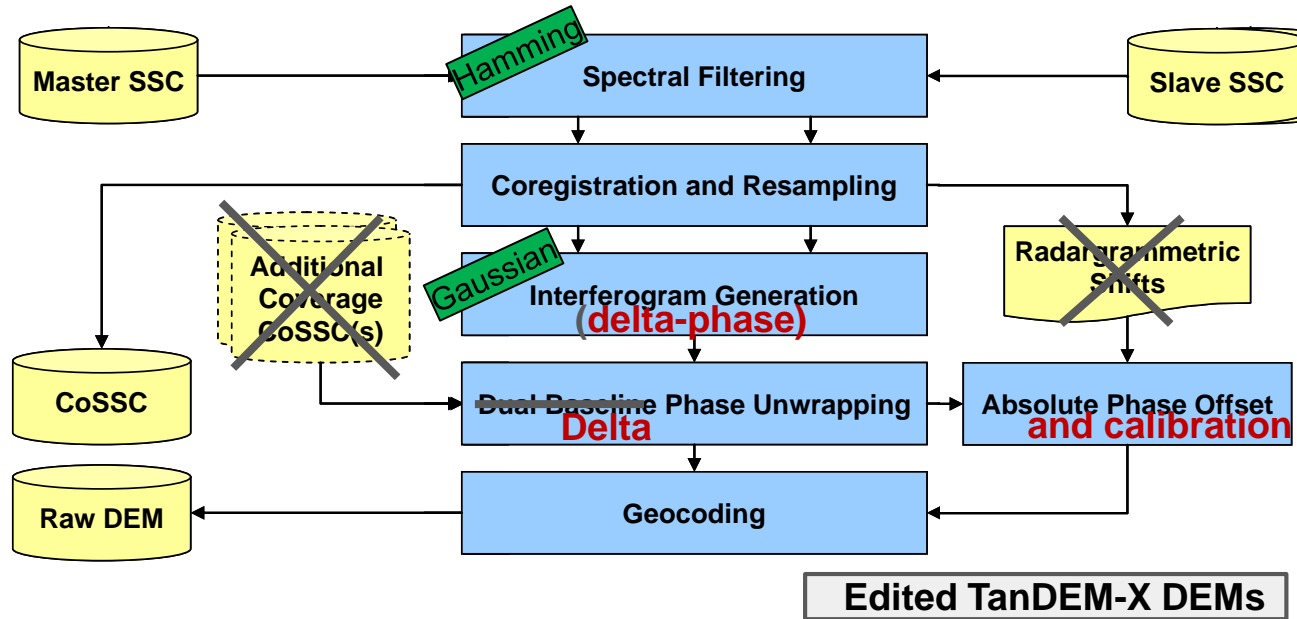 Hamming
Master SSC
Spectral Filtering
Slave SSC
Coregistration and Resampling
Additional
Coverage
CoSSC(s)
Gaussian
Interferogram Generation
(delta-phase)
Radargrammetric
Shifts
CoSSC
Dual Baseline Phase Unwrapping
Delta
Absolute Phase Offset
and calibration
Raw DEM
Geocoding
Edited TanDEM-X DEMs